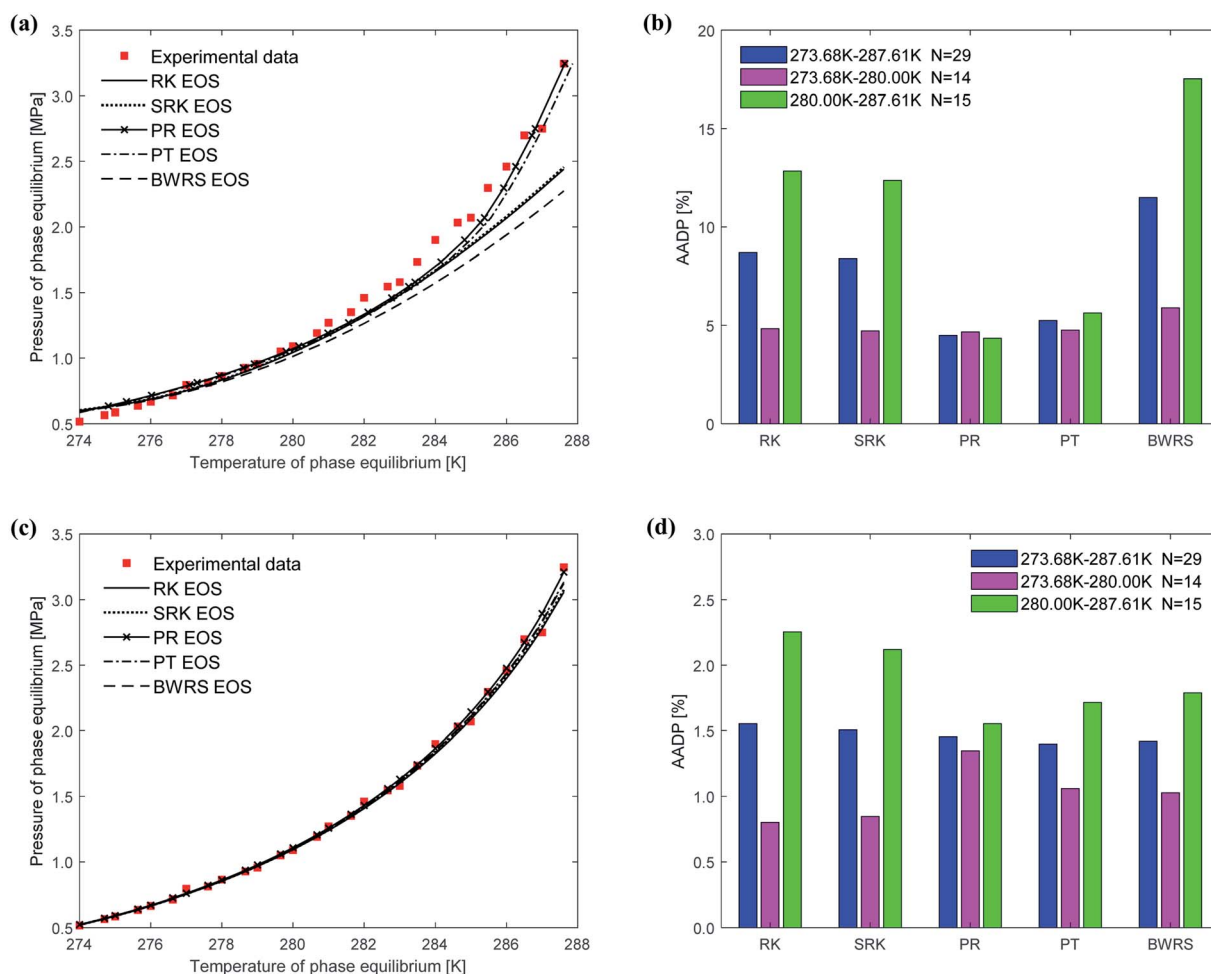 (a)
3.5
3.0
2.5
2.0
1.5
1.0
0.5
Pressure of phase equilibrium [MPa]
Experimental data
RK EOS
SRK EOS
PR EOS
PT EOS
BWRS EOS
274 276 278 280 282 284 286 288
Temperature of phase equilibrium [K]
(b)
20
15
10
5
0
AADP [%]
273.68K-287.61K N=29
273.68K-280.00K N=14
280.00K-287.61K N=15
RK SRK PR PT BWRS
(c)
3.5
3.0
2.5
2.0
1.5
1.0
0.5
Pressure of phase equilibrium [MPa]
Experimental data
RK EOS
SRK EOS
PR EOS
PT EOS
BWRS EOS
274 276 278 280 282 284 286 288
Temperature of phase equilibrium [K]
(d)
3.0
2.5
2.0
1.5
1.0
0.5
0.0
AADP [%]
273.68K-287.61K N=29
273.68K-280.00K N=14
280.00K-287.61K N=15
RK SRK PR PT BWRS